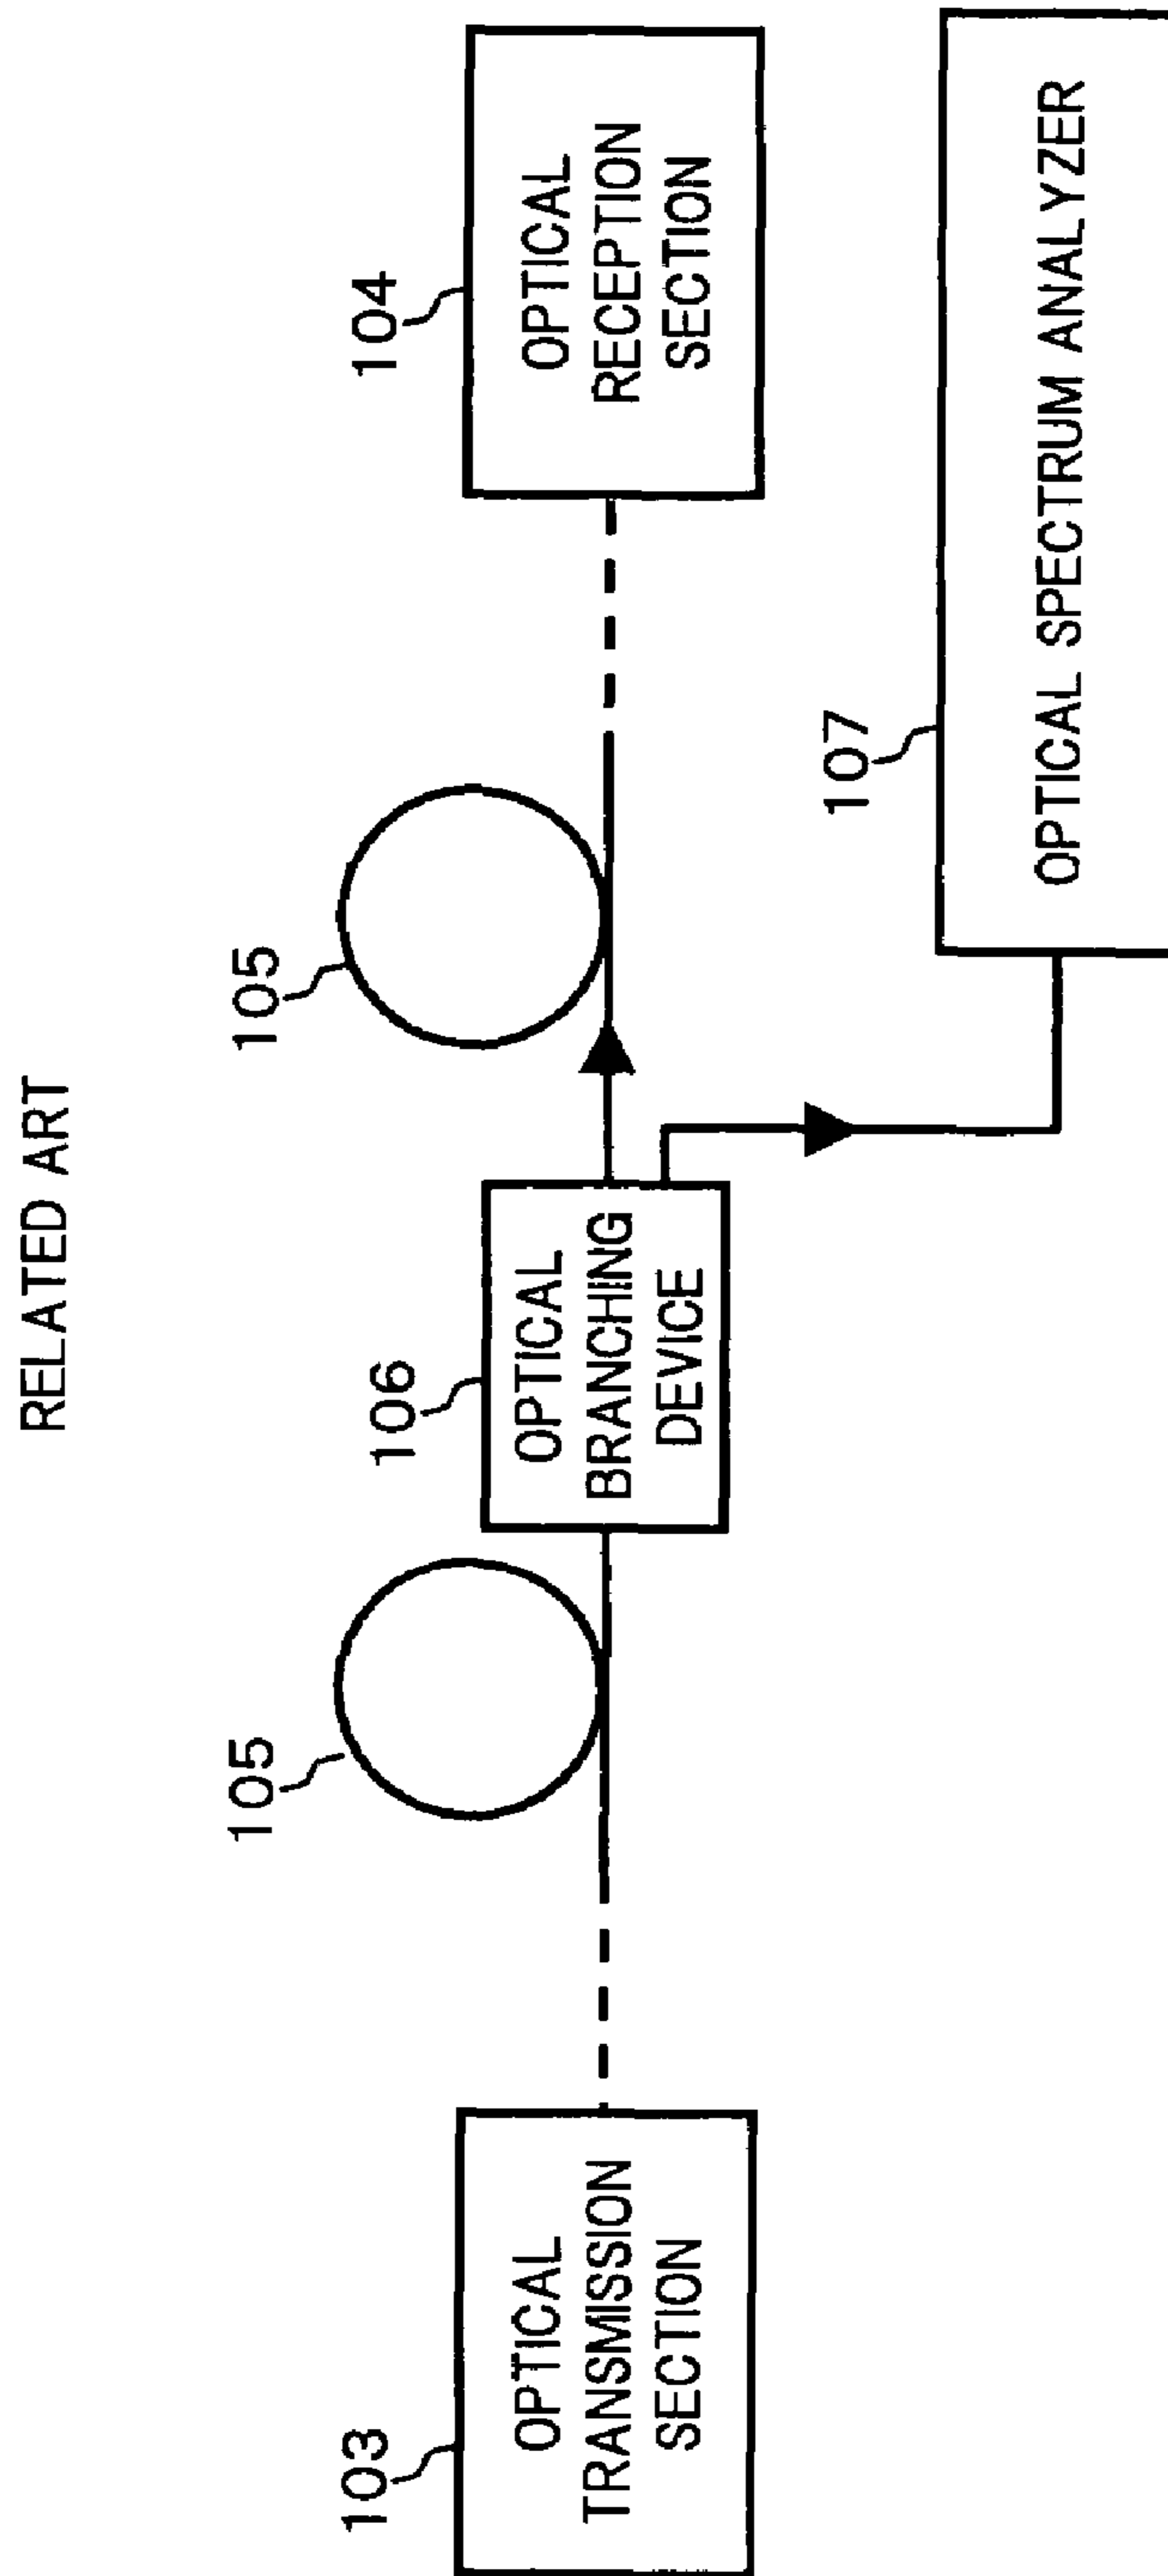 RELATED ART
103
OPTICAL
TRANSMISSION
SECTION
105
106
OPTICAL
BRANCHING
DEVICE
105
104
OPTICAL
RECEPTION
SECTION
107
OPTICAL SPECTRUM ANALYZER